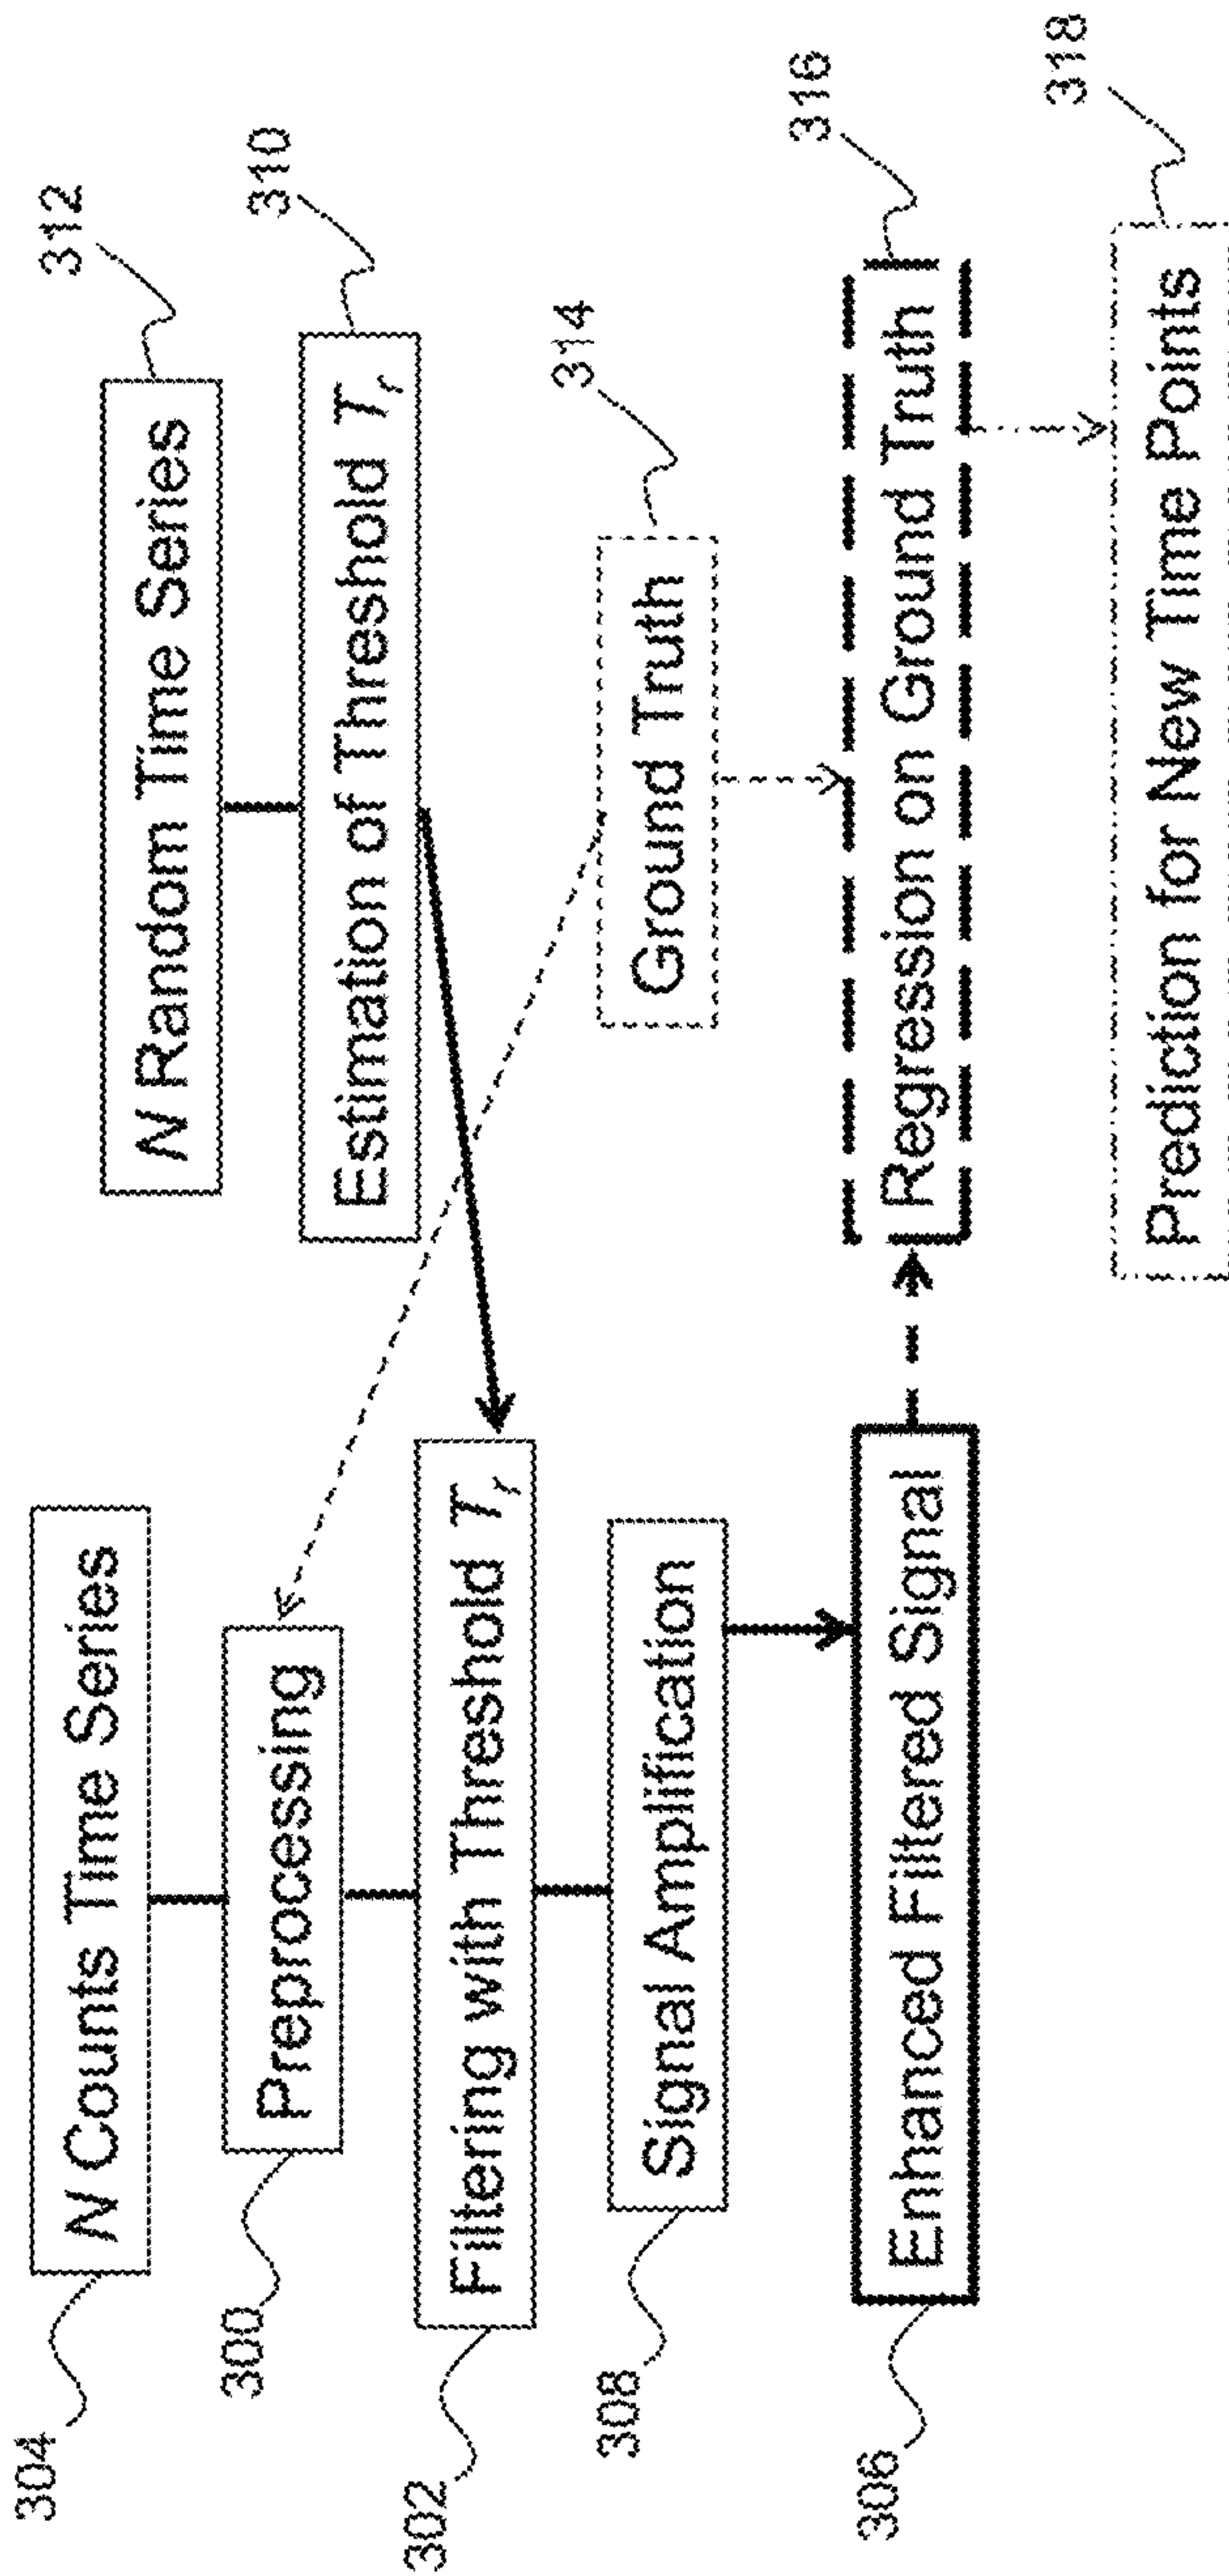 304
N Counts Time Series
300
Preprocessing
302
Filtering with Threshold Tr
308
Signal Amplification
306
Enhanced Filtered Signal
312
N Random Time Series
310
Estimation of Threshold Tr
314
Ground Truth
316
Regression on Ground Truth
318
Prediction for New Time Points